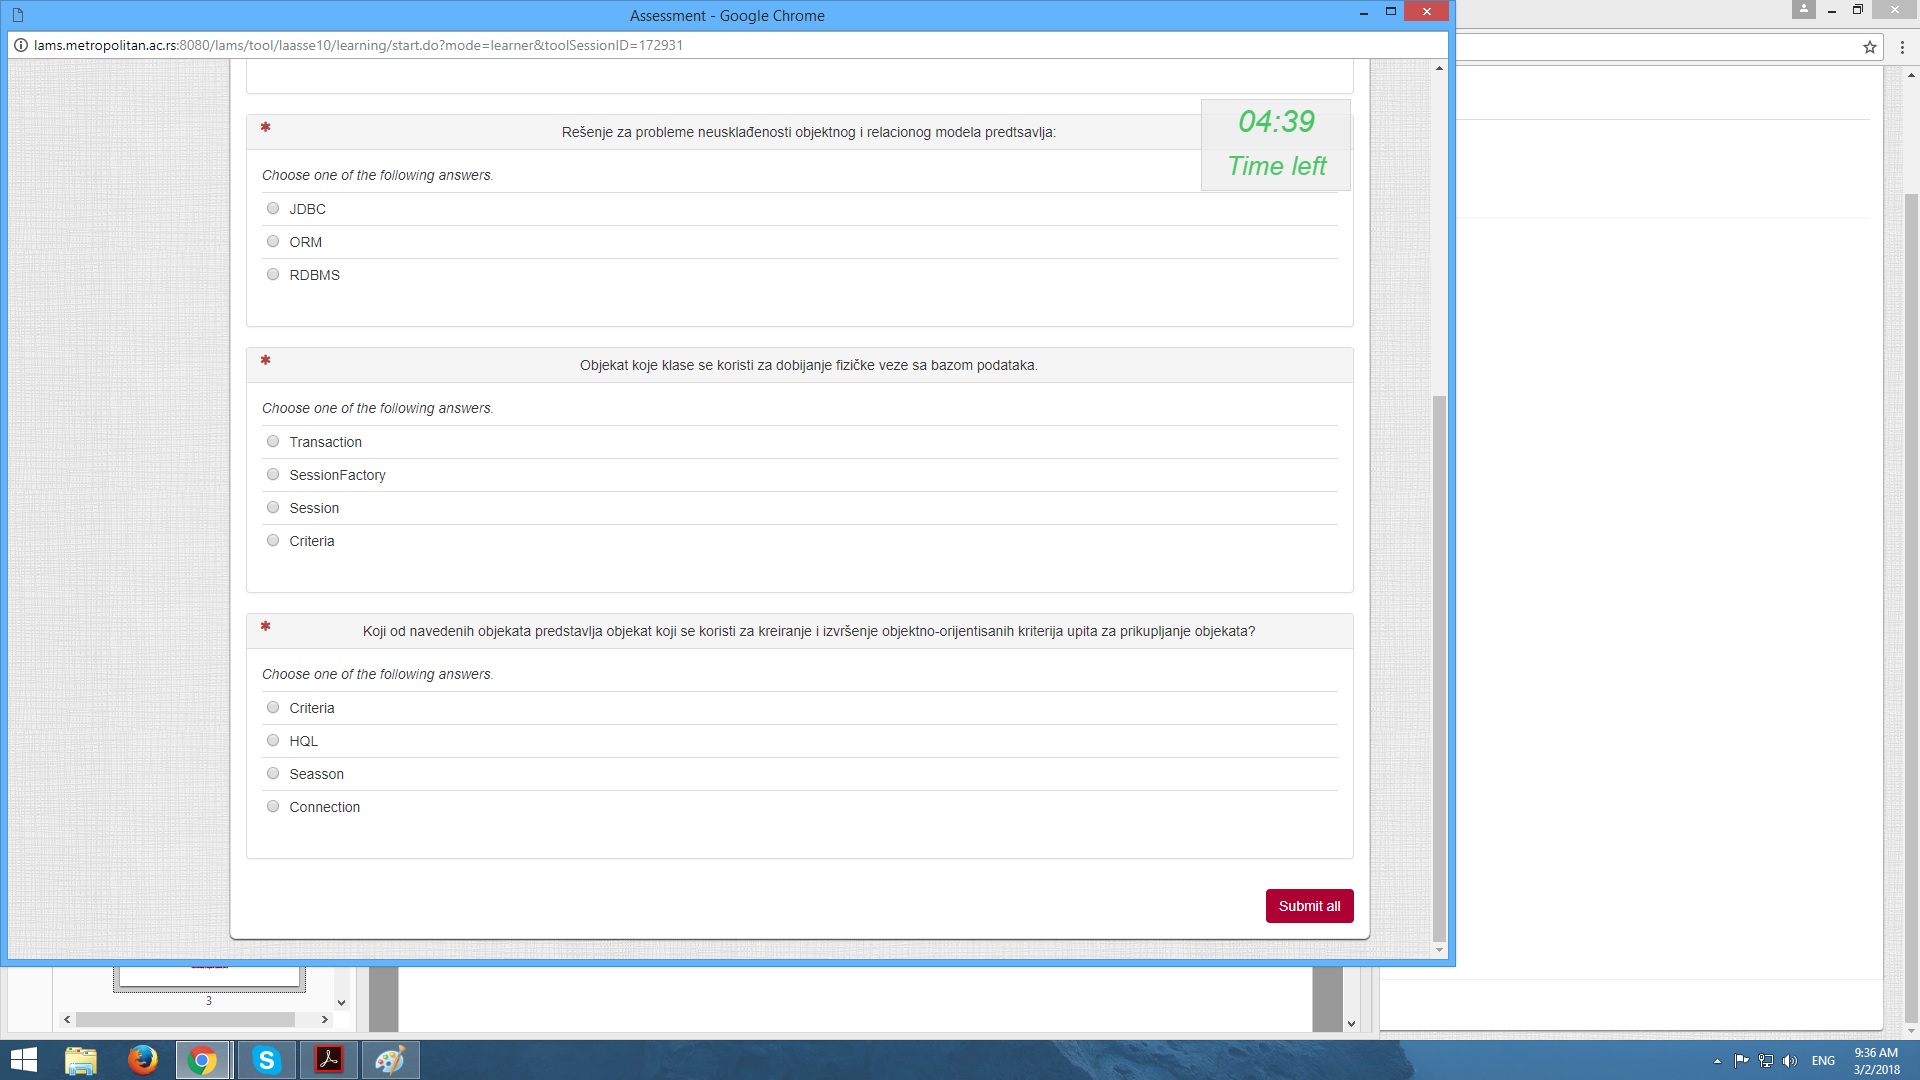 Assessment - Google Chrome
lams.metropolitan.ac.rs:8080/lams/tool/laasse10/learning/start.do?mode=learner&toolSessionID=172931
04:39
Time left
Rešenje za probleme neusklađenosti objektnog i relacionog modela predtsavlja:
Choose one of the following answers.
JDBC
ORM
RDBMS
Objekat koje klase se koristi za dobijanje fizičke veze sa bazom podataka.
Choose one of the following answers.
Transaction
SessionFactory
Session
Criteria
Koji od navedenih objekata predstavlja objekat koji se koristi za kreiranje i izvršenje objektno-orijentisanih kriterija upita za prikupljanje objekata?
Choose one of the following answers.
Criteria
HQL
Seasson
Connection
Submit all
3
ENG
9:36 AM
3/2/2018